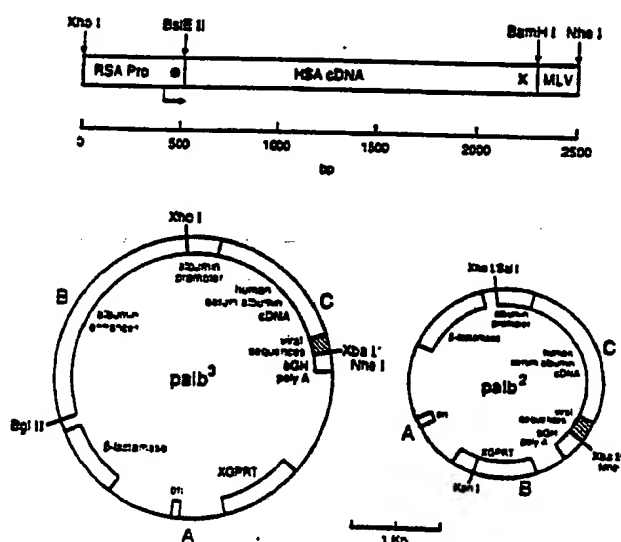 Xho I BstE II BamH I Nhe I
RSA Pro HSA cDNA X MLV
0 500 1000 1500 2000 2500
bp
Xho I
B
albumin promoter
albumin enhancer
human serum albumin cDNA
C
viral sequences
Xba I'
Nhe I
bGH poly A
Bgl II
palb³
β-lactamase
XGPRT
ori
A
Xho I Sal I
β-lactamase
albumin promoter
human serum albumin cDNA
C
palb²
ori
A
viral sequences
bGH poly A
XGPRT
Kpn I
B
1 Kb